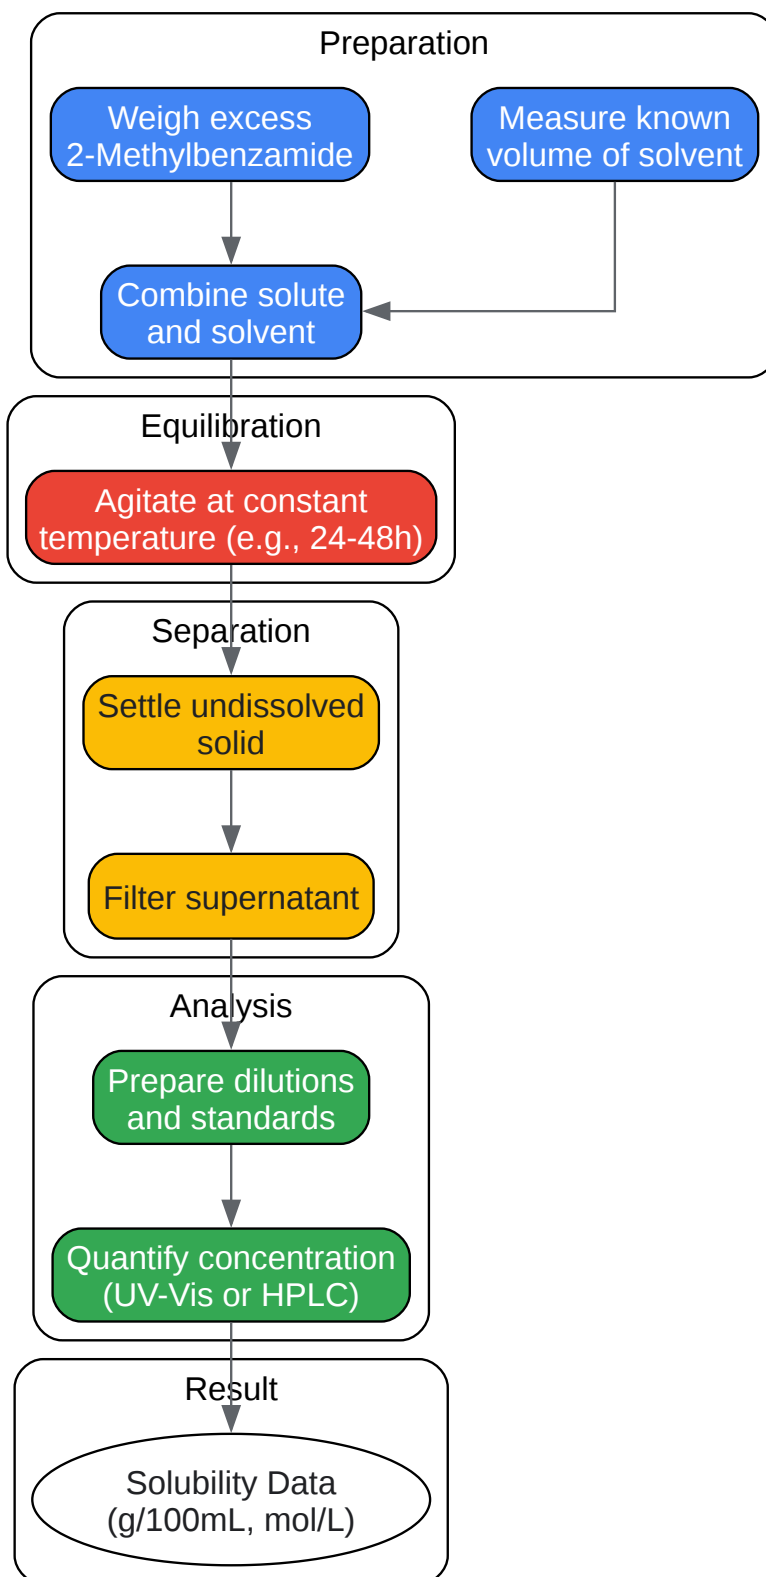 Preparation
Weigh excess
2-Methylbenzamide
Measure known
volume of solvent
Combine solute
and solvent
Equilibration
Agitate at constant
temperature (e.g., 24-48h)
Separation
Settle undissolved
solid
Filter supernatant
Analysis
Prepare dilutions
and standards
Quantify concentration
(UV-Vis or HPLC)
Result
Solubility Data
(g/100mL, mol/L)